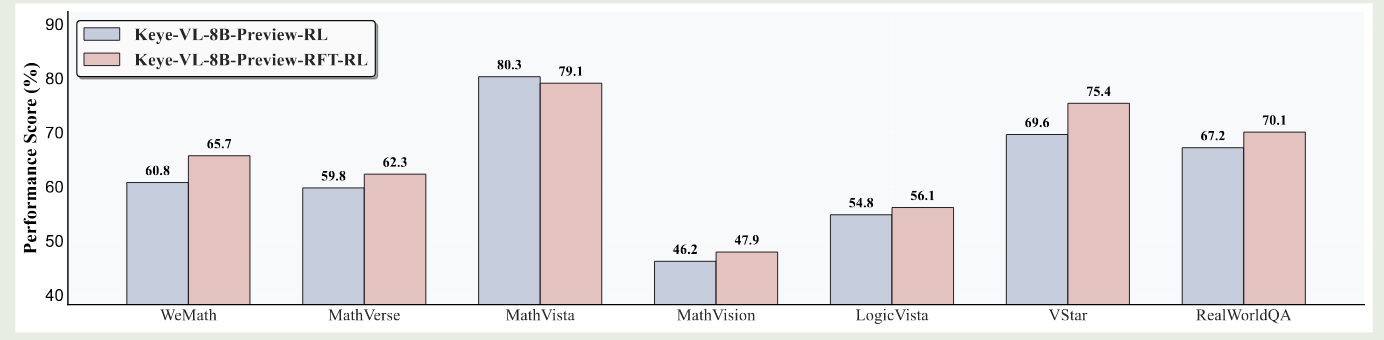 Performance Score (%)
90
80
70
60
50
40
Keye-VL-8B-Preview-RL
Keye-VL-8B-Preview-RFT-RL
60.8
65.7
59.8
62.3
80.3
79.1
46.2
47.9
54.8
56.1
69.6
75.4
67.2
70.1
WeMath
MathVerse
MathVista
MathVision
LogicVista
VStar
RealWorldQA